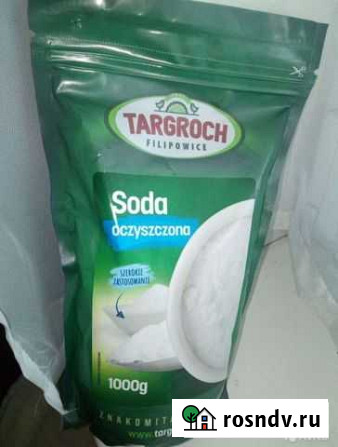 TARGROCH
FILIPOWICE
Soda
oczyszczona
SZEROKIE
ZASTOSOWANIE
1000g
rosndv.ru